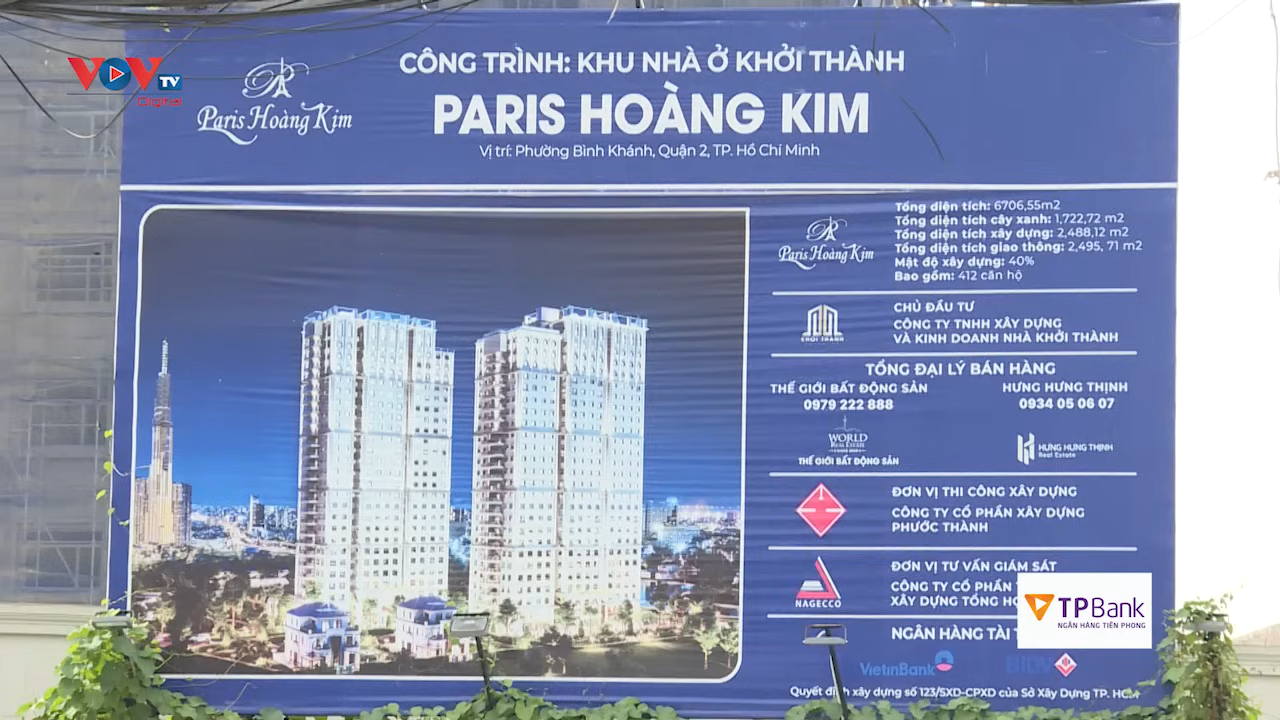 VOV TV
Digital
Paris Hoàng Kim
CÔNG TRÌNH: KHU NHÀ Ở KHỞI THÀNH
PARIS HOÀNG KIM
Vị trí: Phường Bình Khánh, Quận 2, TP. Hồ Chí Minh
Paris Hoàng Kim
Tổng diện tích: 6706,55m2
Tổng diện tích cây xanh: 1,722,72 m2
Tổng diện tích xây dựng: 2,488,12 m2
Tổng diện tích giao thông: 2,495, 71 m2
Mật độ xây dựng: 40%
Bao gồm: 412 căn hộ
KHỞI THÀNH
CHỦ ĐẦU TƯ
CÔNG TY TNHH XÂY DỰNG
VÀ KINH DOANH NHÀ KHỞI THÀNH
TỔNG ĐẠI LÝ BÁN HÀNG
THẾ GIỚI BẤT ĐỘNG SẢN
0979 222 888
HƯNG HƯNG THỊNH
0934 05 06 07
WORLD
REAL ESTATE
THẾ GIỚI BẤT ĐỘNG SẢN
HƯNG HƯNG THỊNH
Real Estate
ĐƠN VỊ THI CÔNG XÂY DỰNG
CÔNG TY CỔ PHẦN XÂY DỰNG
PHƯỚC THÀNH
NAGECCO
ĐƠN VỊ TƯ VẤN GIÁM SÁT
CÔNG TY CỔ PHẦN
XÂY DỰNG TỔNG
TPBank
NGÂN HÀNG TIÊN PHONG
NGÂN HÀNG TÀI
VietinBank
BIDV
Quyết định xây dựng số 123/SXD-CPXD của Sở Xây Dựng TP. HCM